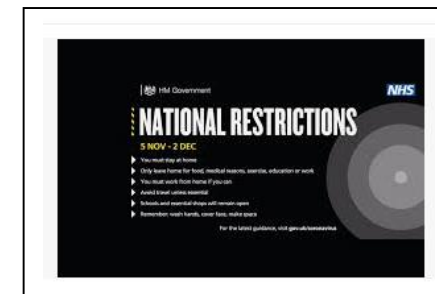 HM Government
NHS
NATIONAL RESTRICTIONS
5 NOV - 2 DEC
You must stay at home
Only leave home for food, medical reasons, exercise, education or work
You must work from home if you can
Avoid travel unless essential
Schools and essential shops will remain open
Remember: wash hands, cover face, make space
For the latest guidance, visit gov.uk/coronavirus